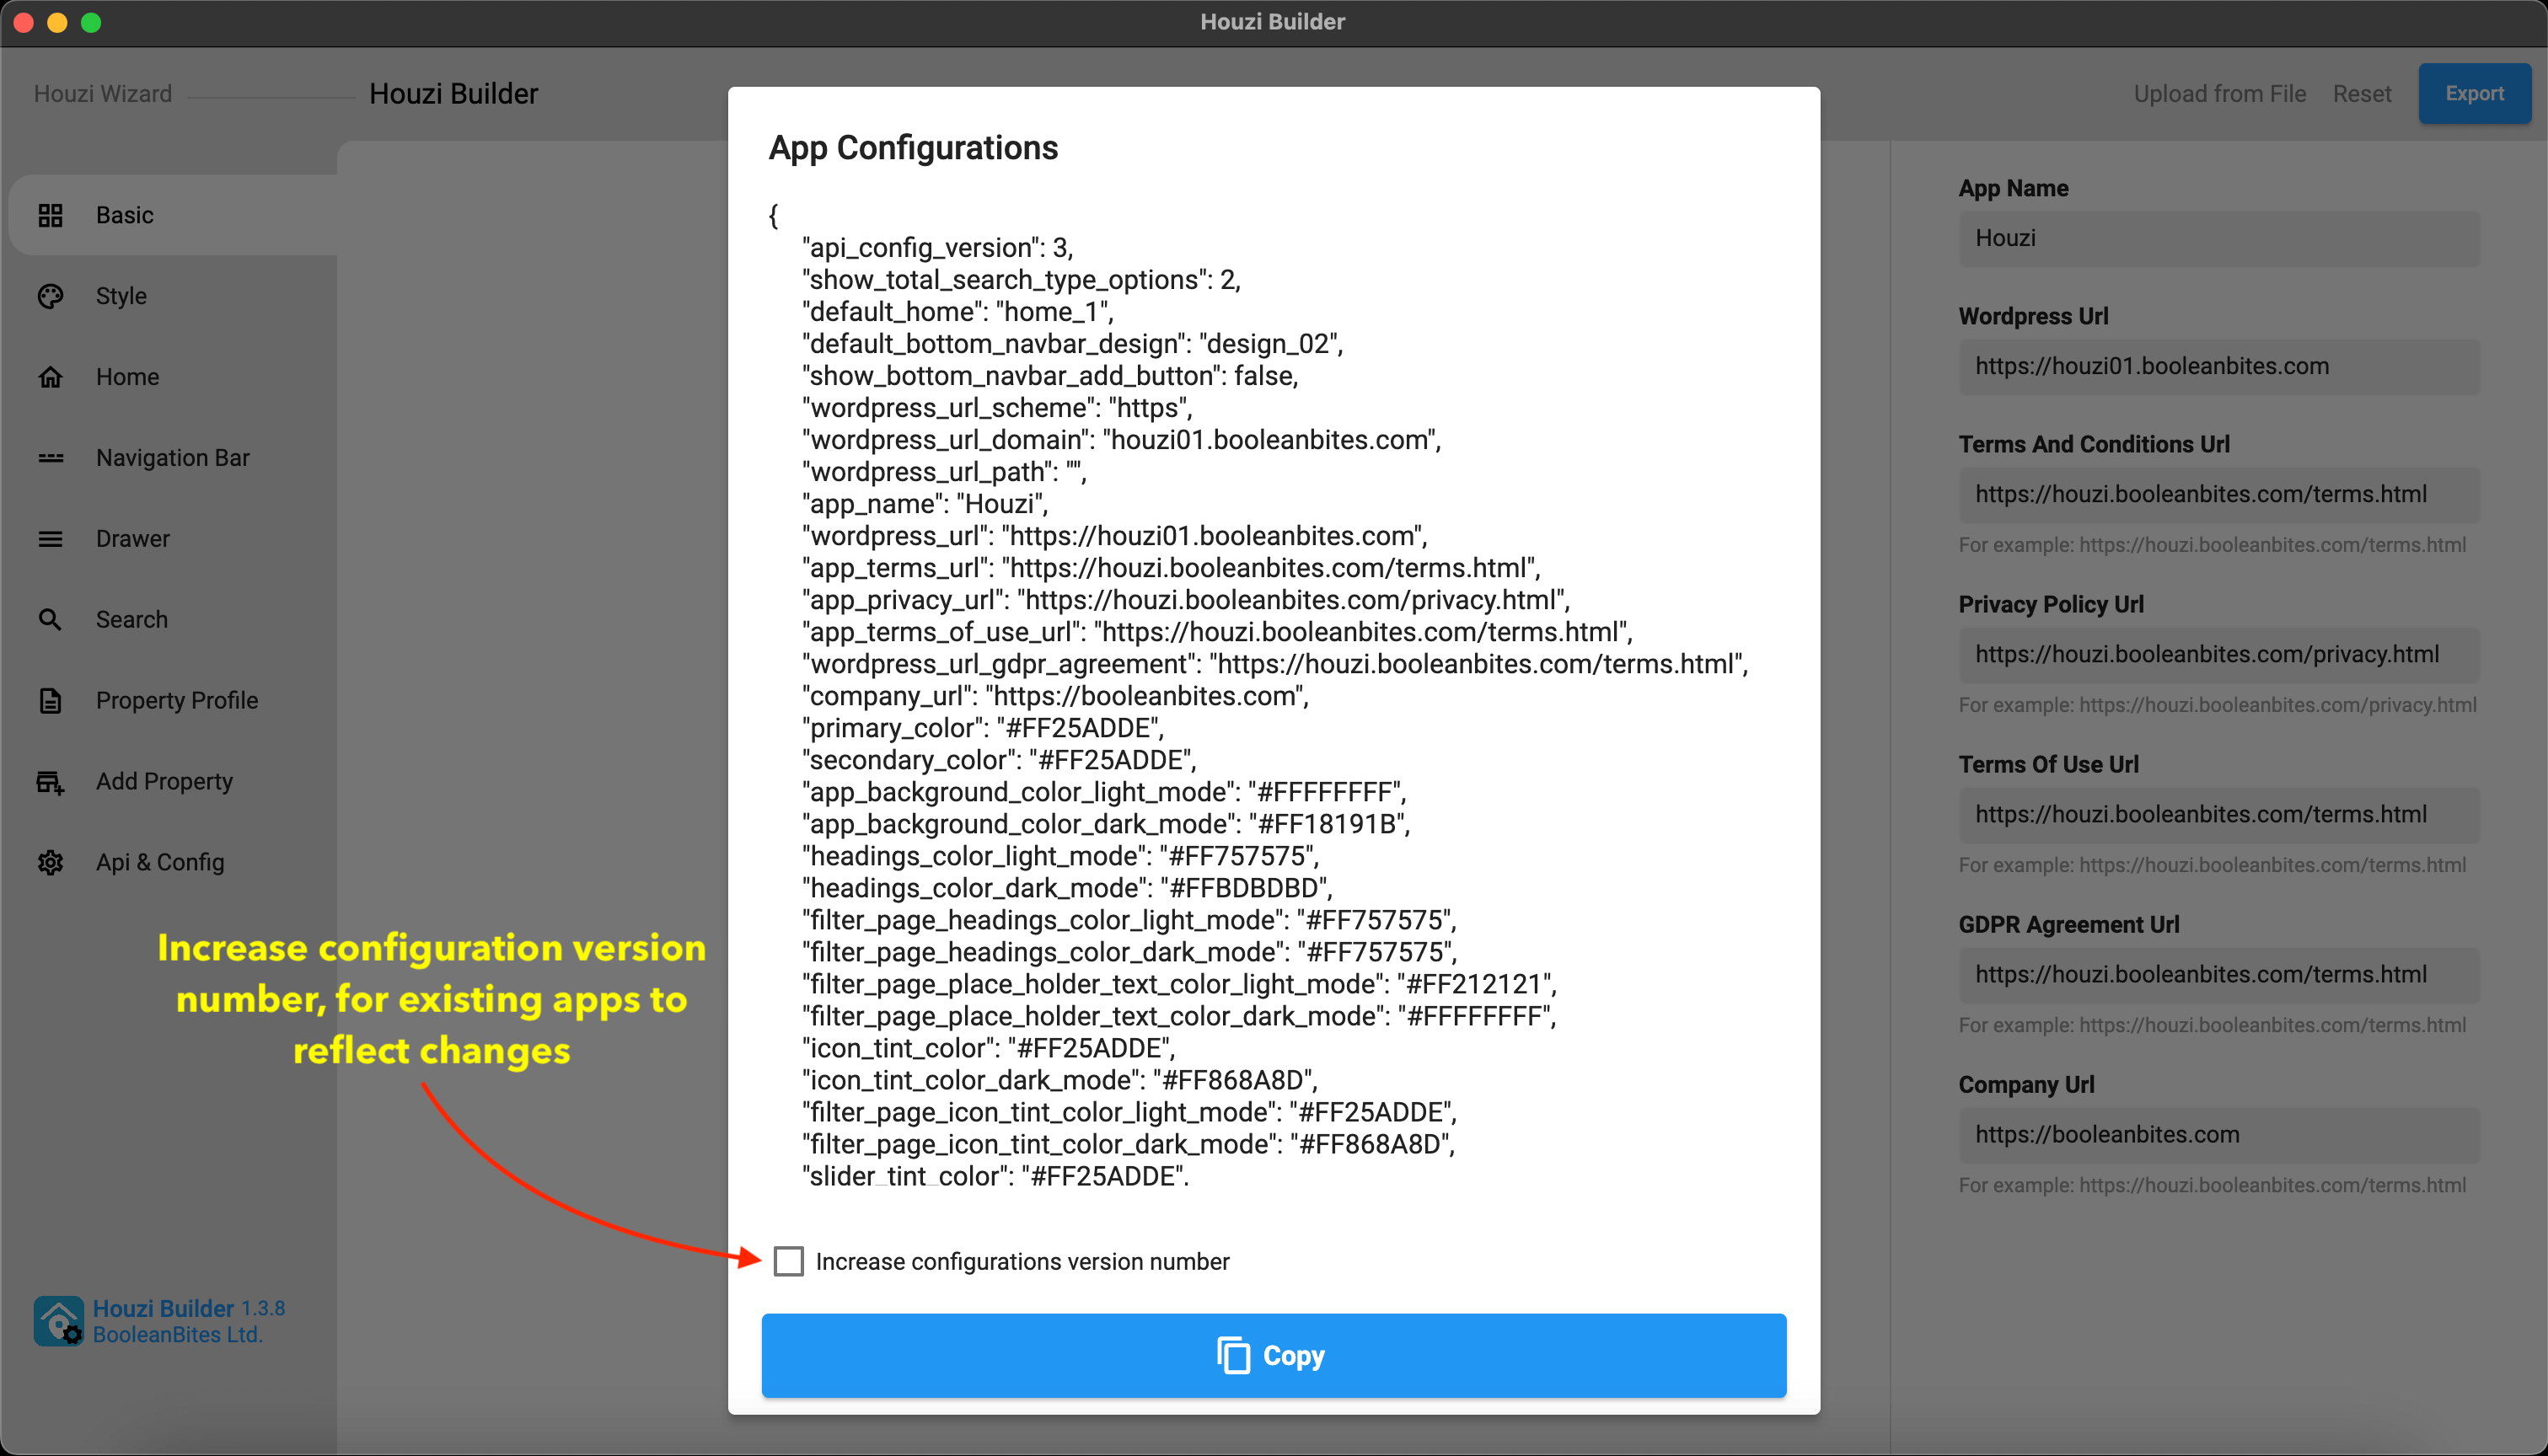 Houzi Builder
Houzi Wizard
Houzi Builder
Upload from File
Reset
Export
Basic
Style
Home
Navigation Bar
Drawer
Search
Property Profile
Add Property
Api & Config
Increase configuration version
number, for existing apps to
reflect changes
Houzi Builder 1.3.8
BooleanBites Ltd.
App Configurations
{
"api_config_version": 3,
"show_total_search_type_options": 2,
"default_home": "home_1",
"default_bottom_navbar_design": "design_02",
"show_bottom_navbar_add_button": false,
"wordpress_url_scheme": "https",
"wordpress_url_domain": "houzi01.booleanbites.com",
"wordpress_url_path": "",
"app_name": "Houzi",
"wordpress_url": "https://houzi01.booleanbites.com",
"app_terms_url": "https://houzi.booleanbites.com/terms.html",
"app_privacy_url": "https://houzi.booleanbites.com/privacy.html",
"app_terms_of_use_url": "https://houzi.booleanbites.com/terms.html",
"wordpress_url_gdpr_agreement": "https://houzi.booleanbites.com/terms.html",
"company_url": "https://booleanbites.com",
"primary_color": "#FF25ADDE",
"secondary_color": "#FF25ADDE",
"app_background_color_light_mode": "#FFFFFFFF",
"app_background_color_dark_mode": "#FF18191B",
"headings_color_light_mode": "#FF757575",
"headings_color_dark_mode": "#FFBDBDBD",
"filter_page_headings_color_light_mode": "#FF757575",
"filter_page_headings_color_dark_mode": "#FF757575",
"filter_page_place_holder_text_color_light_mode": "#FF212121",
"filter_page_place_holder_text_color_dark_mode": "#FFFFFFFF",
"icon_tint_color": "#FF25ADDE",
"icon_tint_color_dark_mode": "#FF868A8D",
"filter_page_icon_tint_color_light_mode": "#FF25ADDE",
"filter_page_icon_tint_color_dark_mode": "#FF868A8D",
"slider_tint_color": "#FF25ADDE",
Increase configurations version number
Copy
App Name
Houzi
Wordpress Url
https://houzi01.booleanbites.com
Terms And Conditions Url
https://houzi.booleanbites.com/terms.html
For example: https://houzi.booleanbites.com/terms.html
Privacy Policy Url
https://houzi.booleanbites.com/privacy.html
For example: https://houzi.booleanbites.com/privacy.html
Terms Of Use Url
https://houzi.booleanbites.com/terms.html
For example: https://houzi.booleanbites.com/terms.html
GDPR Agreement Url
https://houzi.booleanbites.com/terms.html
For example: https://houzi.booleanbites.com/terms.html
Company Url
https://booleanbites.com
For example: https://houzi.booleanbites.com/terms.html